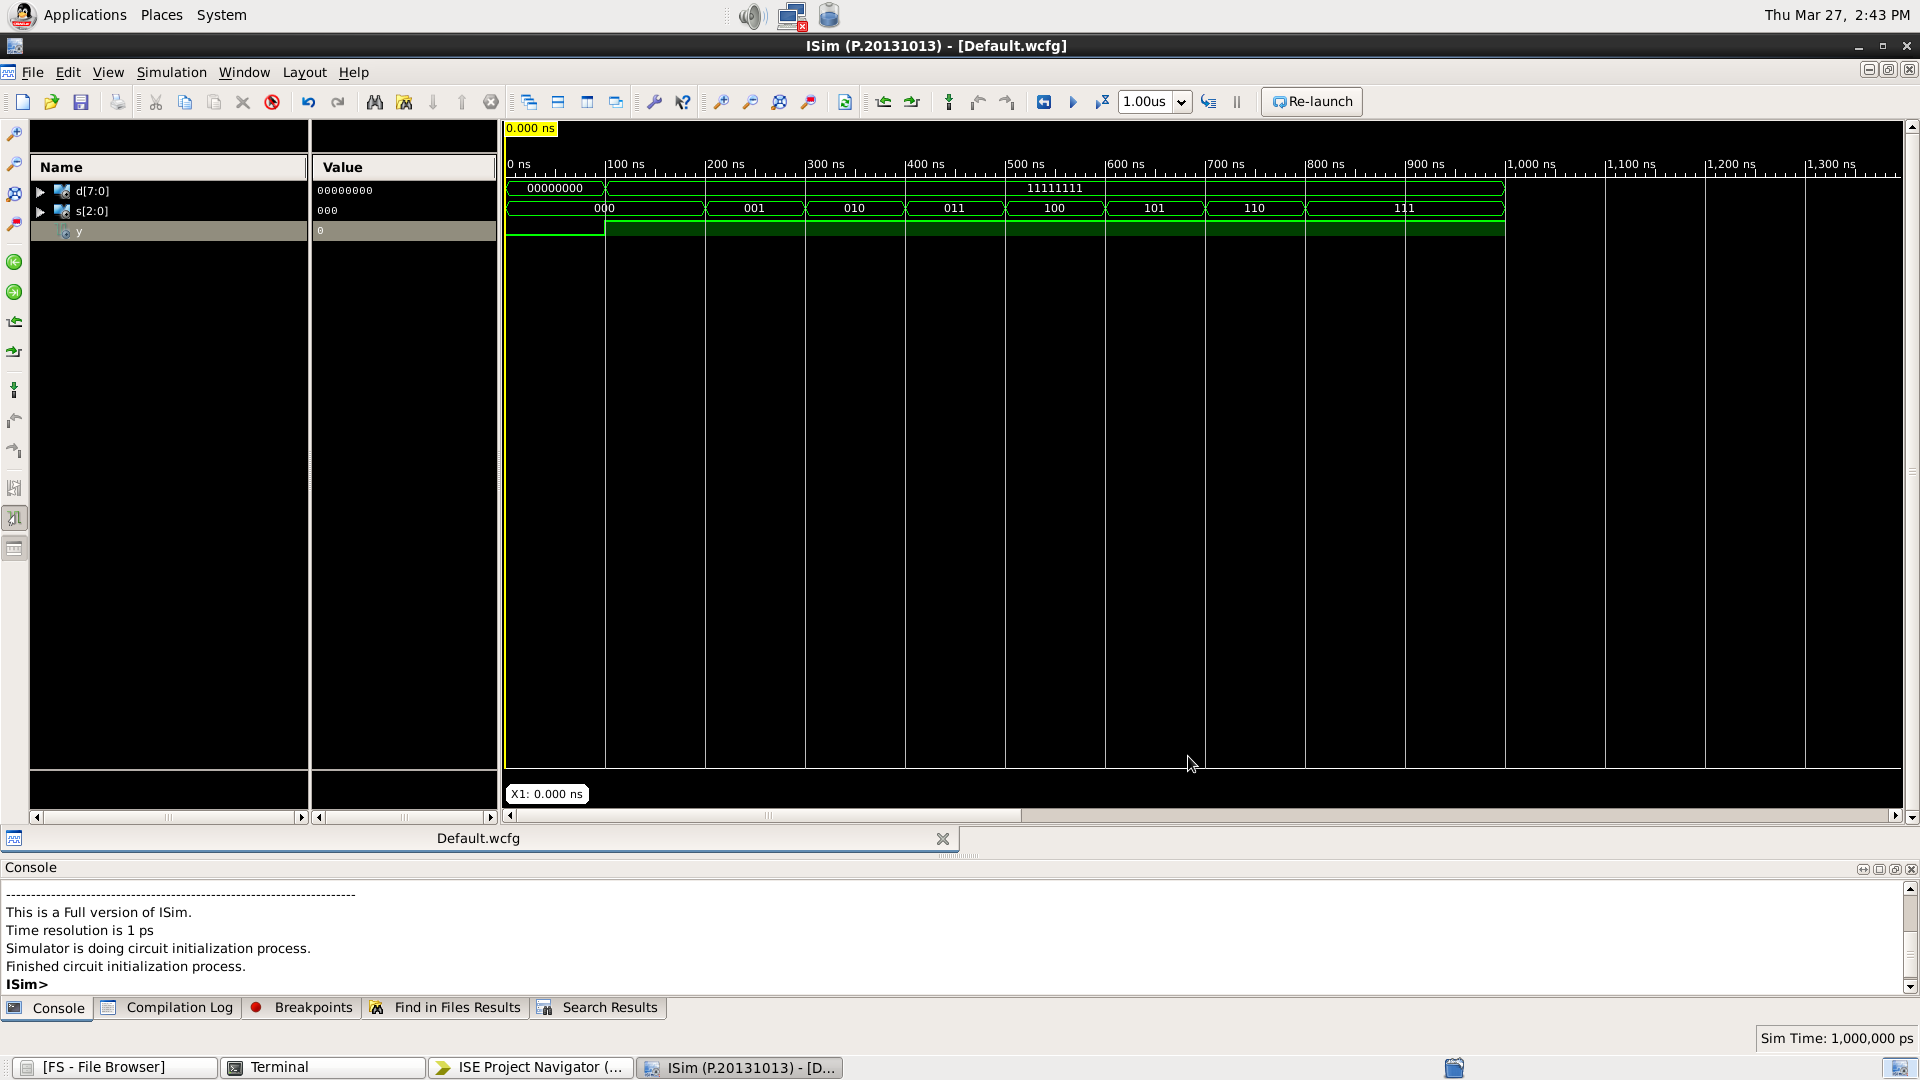 Applications Places System Thu Mar 27, 2:43 PM
ISim (P.20131013) - [Default.wcfg]
File Edit View Simulation Window Layout Help
1.00us Re-launch
0.000 ns
Name Value 0 ns 100 ns 200 ns 300 ns 400 ns 500 ns 600 ns 700 ns 800 ns 900 ns 1,000 ns 1,100 ns 1,200 ns 1,300 ns
d[7:0] 00000000 00000000 11111111
s[2:0] 000 000 001 010 011 100 101 110 111
y 0
X1: 0.000 ns
Default.wcfg
Console
------------------------------------------------------------------------
This is a Full version of ISim.
Time resolution is 1 ps
Simulator is doing circuit initialization process.
Finished circuit initialization process.
ISim>
Console Compilation Log Breakpoints Find in Files Results Search Results
Sim Time: 1,000,000 ps
[FS - File Browser] Terminal ISE Project Navigator (... ISim (P.20131013) - [D...